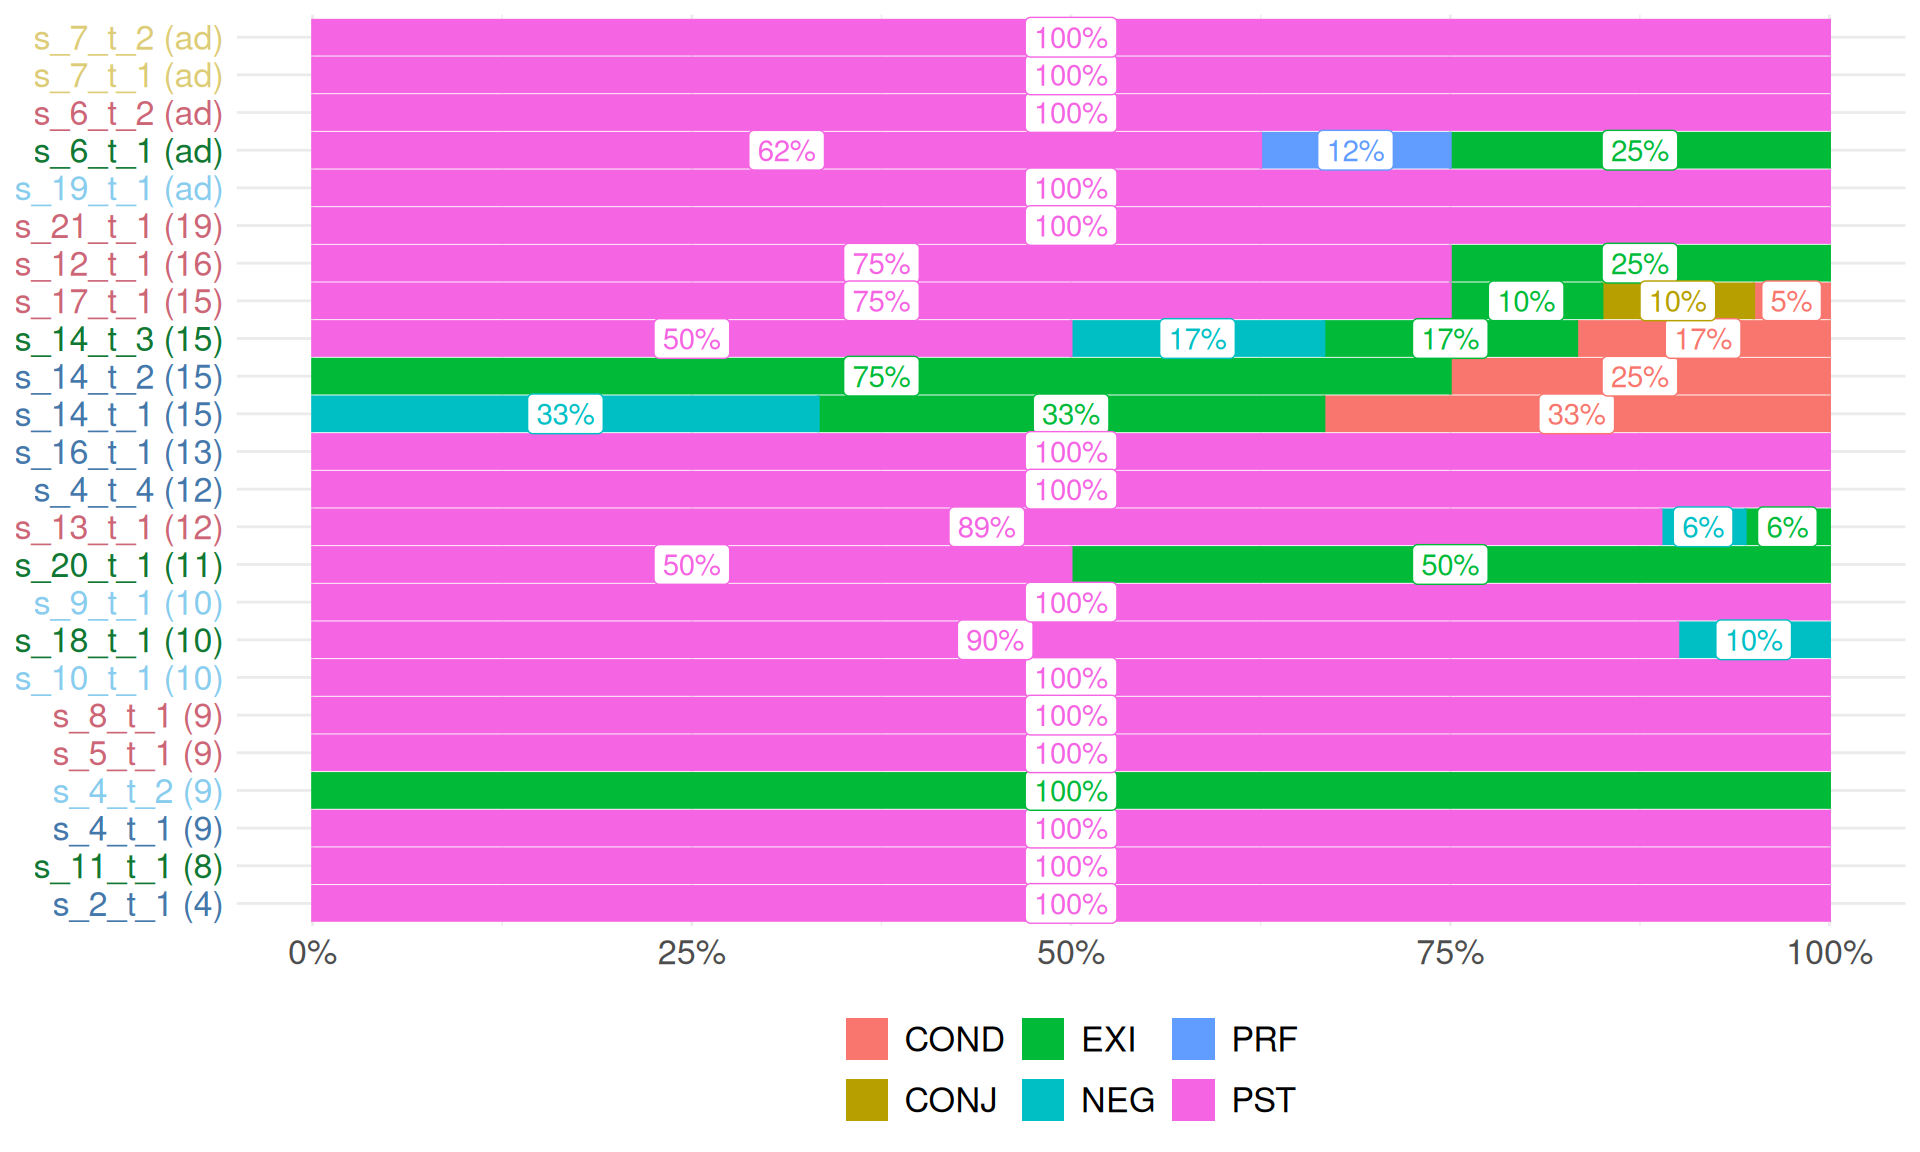 s_7_t_2 (ad) 100%
s_7_t_1 (ad) 100%
s_6_t_2 (ad) 100%
s_6_t_1 (ad) 62% 12% 25%
s_19_t_1 (ad) 100%
s_21_t_1 (19) 100%
s_12_t_1 (16) 75% 25%
s_17_t_1 (15) 75% 10% 10% 5%
s_14_t_3 (15) 50% 17% 17% 17%
s_14_t_2 (15) 75% 25%
s_14_t_1 (15) 33% 33% 33%
s_16_t_1 (13) 100%
s_4_t_4 (12) 100%
s_13_t_1 (12) 89% 6% 6%
s_20_t_1 (11) 50% 50%
s_9_t_1 (10) 100%
s_18_t_1 (10) 90% 10%
s_10_t_1 (10) 100%
s_8_t_1 (9) 100%
s_5_t_1 (9) 100%
s_4_t_2 (9) 100%
s_4_t_1 (9) 100%
s_11_t_1 (8) 100%
s_2_t_1 (4) 100%
0% 25% 50% 75% 100%
COND EXI PRF
CONJ NEG PST